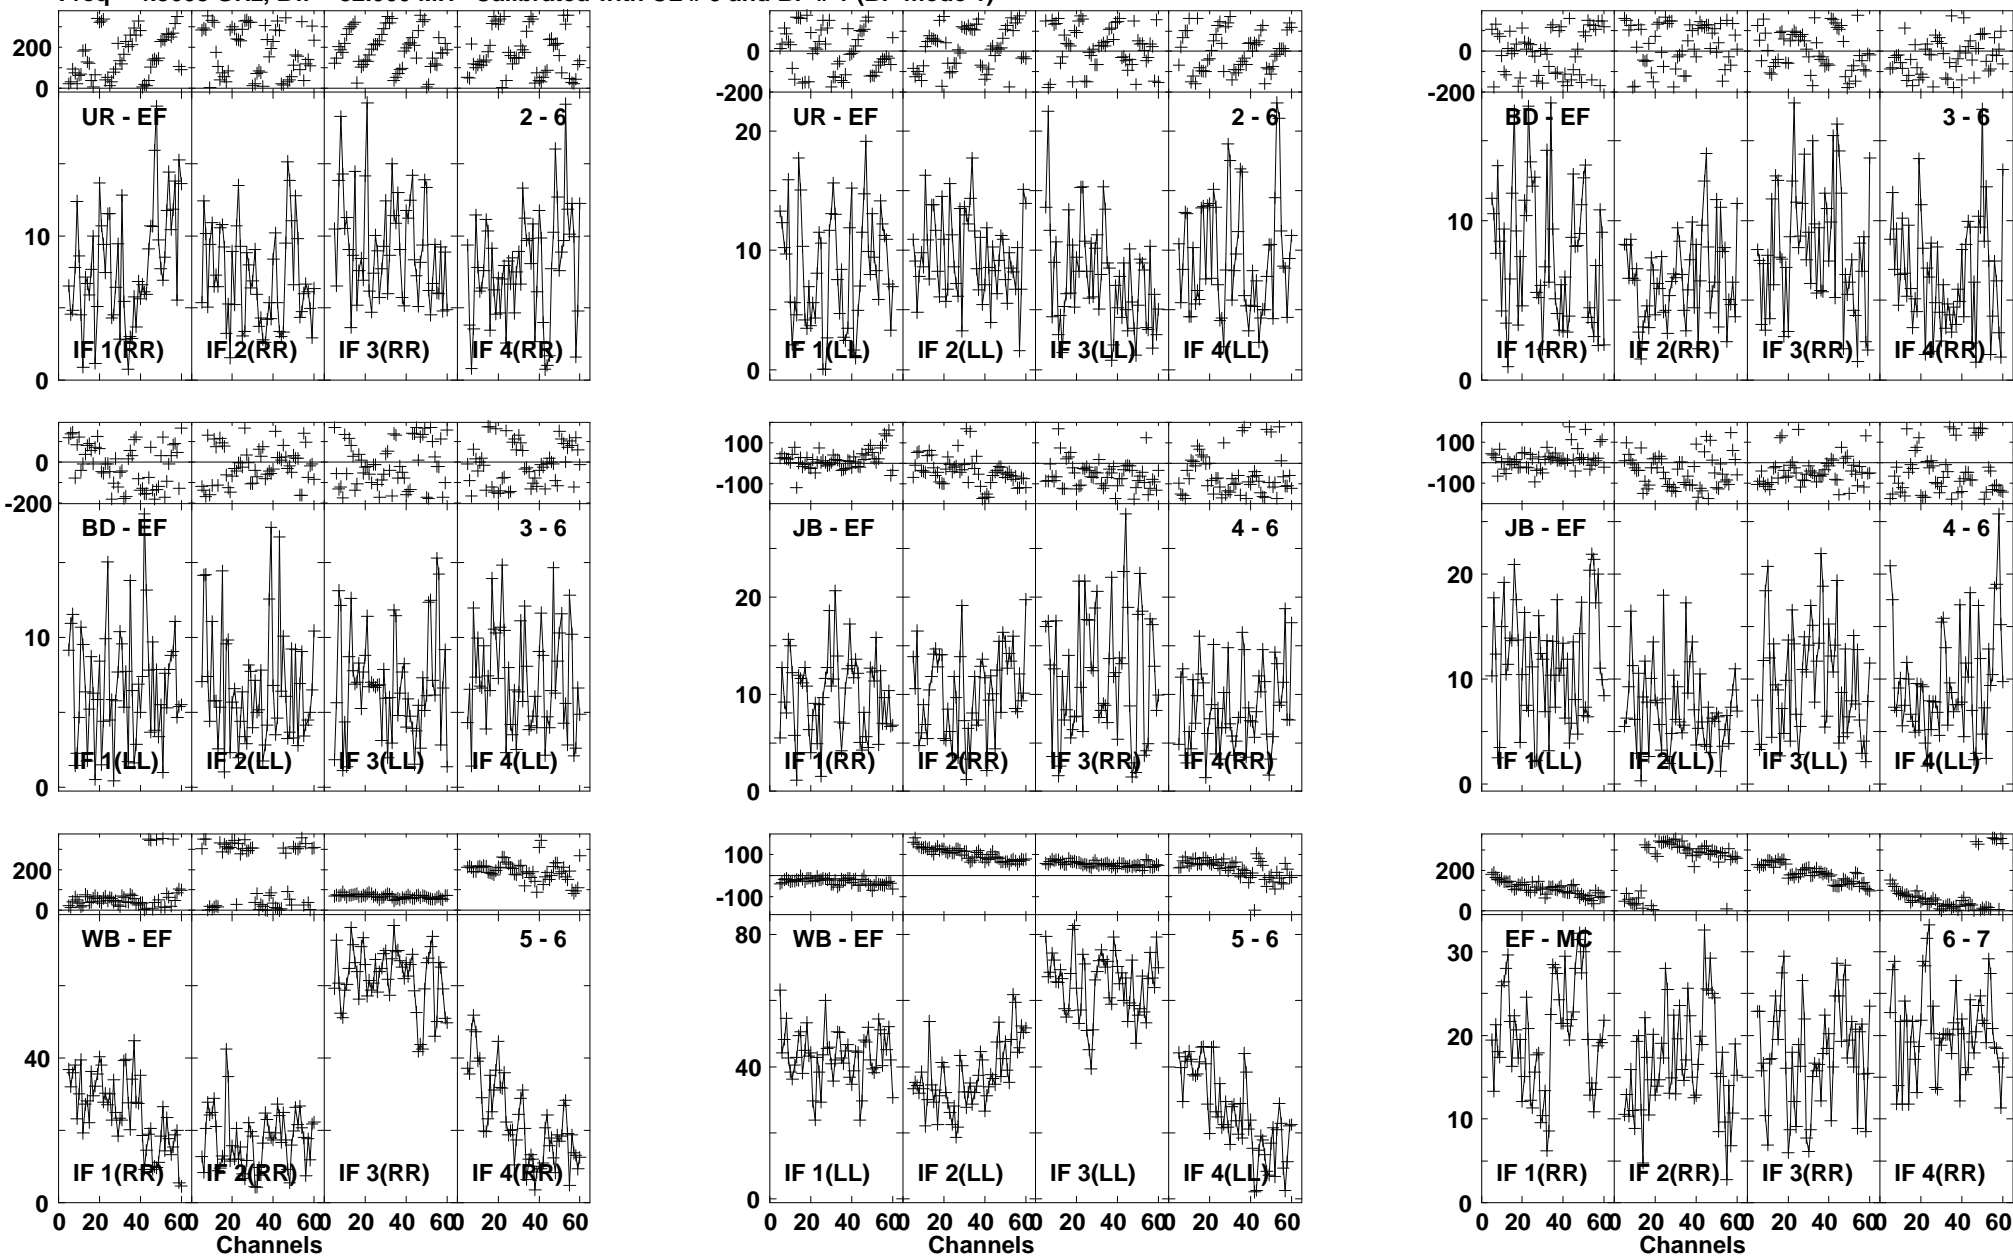 200
0
UR - EF
2 - 6
10
0
IF 1(RR)
IF 2(RR)
IF 3(RR)
IF 4(RR)
200
0
-200
UR - EF
2 - 6
20
10
0
IF 1(LL)
IF 2(LL)
IF 3(LL)
IF 4(LL)
0
-200
BD - EF
3 - 6
10
0
IF 1(RR)
IF 2(RR)
IF 3(RR)
IF 4(RR)
0
-200
BD - EF
3 - 6
10
0
IF 1(LL)
IF 2(LL)
IF 3(LL)
IF 4(LL)
100
-100
JB - EF
4 - 6
20
10
0
IF 1(RR)
IF 2(RR)
IF 3(RR)
IF 4(RR)
100
-100
JB - EF
4 - 6
20
10
0
IF 1(LL)
IF 2(LL)
IF 3(LL)
IF 4(LL)
200
0
WB - EF
5 - 6
40
0
IF 1(RR)
IF 2(RR)
IF 3(RR)
IF 4(RR)
0 20 40 60 0 20 40 60 0 20 40 60 0 20 40 60
Channels
100
-100
WB - EF
5 - 6
80
40
0
IF 1(LL)
IF 2(LL)
IF 3(LL)
IF 4(LL)
0 20 40 60 0 20 40 60 0 20 40 60 0 20 40 60
Channels
200
0
EF - MC
6 - 7
30
20
10
0
IF 1(RR)
IF 2(RR)
IF 3(RR)
IF 4(RR)
0 20 40 60 0 20 40 60 0 20 40 60 0 20 40 60
Channels